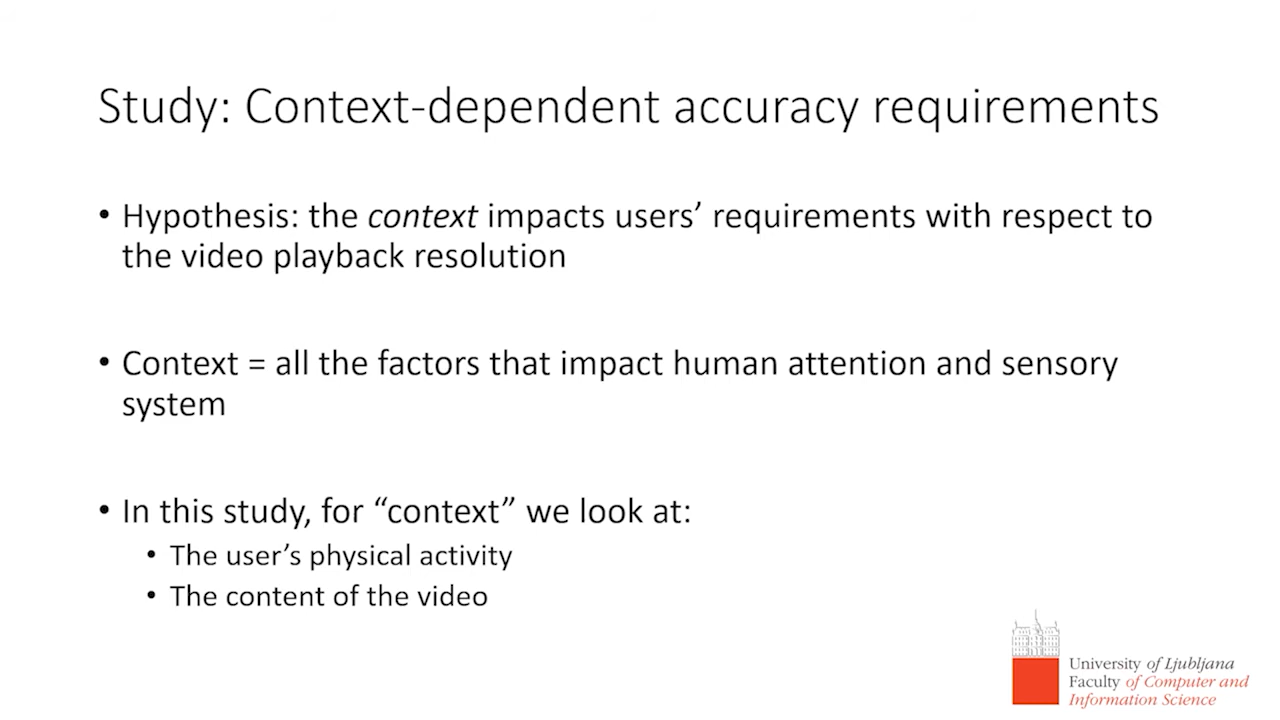 Study: Context-dependent accuracy requirements
• Hypothesis: the context impacts users’ requirements with respect to
the video playback resolution
• Context = all the factors that impact human attention and sensory
system
• In this study, for “context” we look at:
• The user’s physical activity
• The content of the video
University of Ljubljana
Faculty of Computer and
Information Science